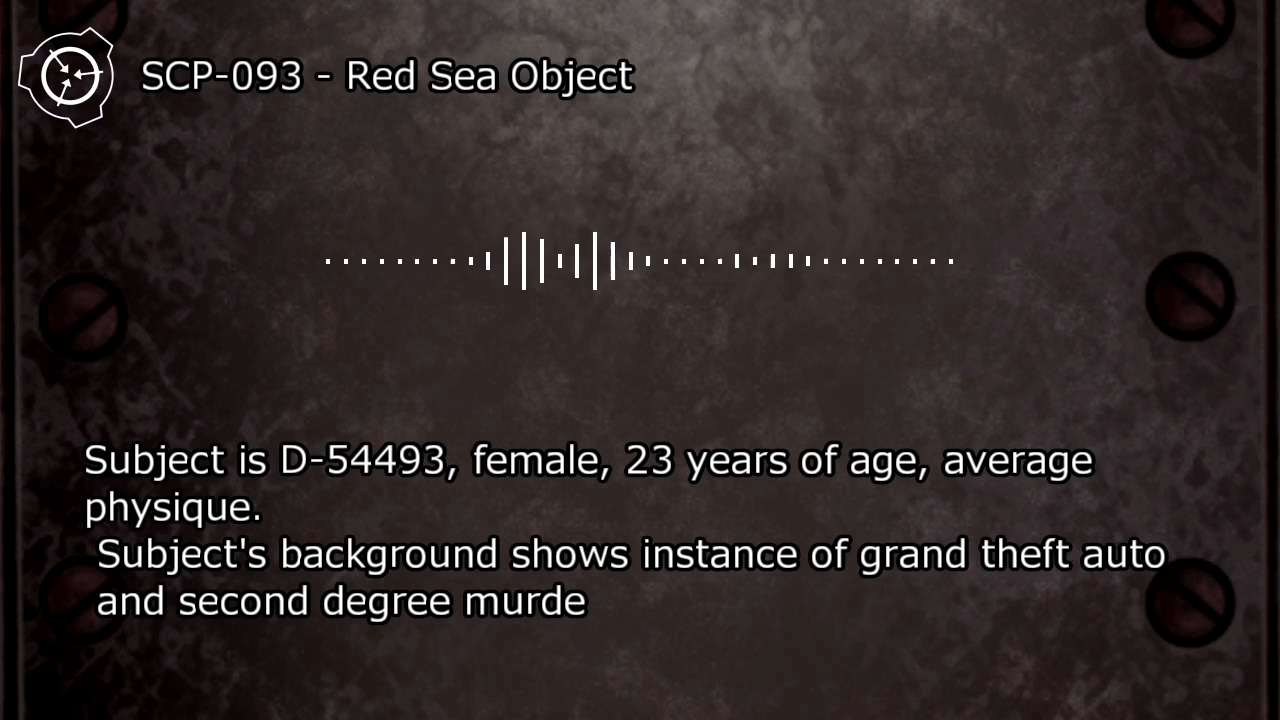 SCP-093 - Red Sea Object
Subject is D-54493, female, 23 years of age, average
physique.
Subject's background shows instance of grand theft auto
and second degree murde